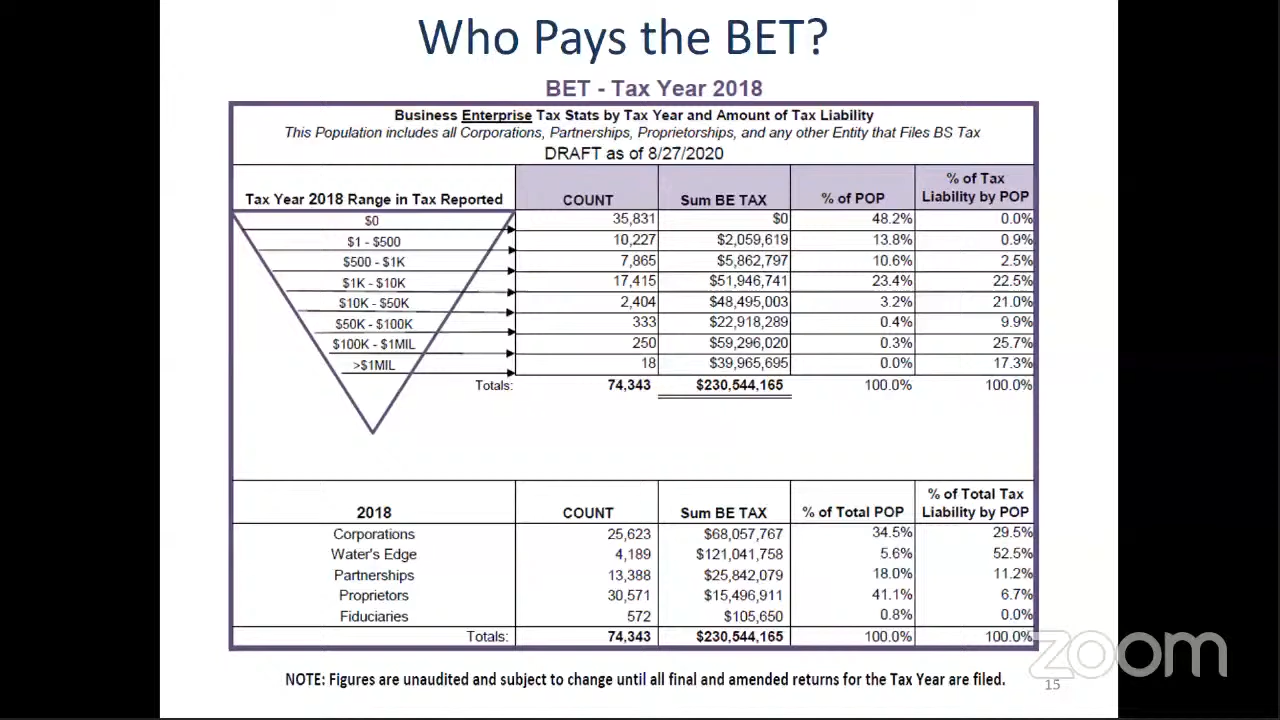 Who Pays the BET?
BET - Tax Year 2018
Business Enterprise Tax Stats by Tax Year and Amount of Tax Liability
This Population includes all Corporations, Partnerships, Proprietorships, and any other Entity that Files BS Tax
DRAFT as of 8/27/2020
Tax Year 2018 Range in Tax Reported COUNT Sum BE TAX % of POP % of Tax Liability by POP
$0 35,831 $0 48.2% 0.0%
$1 - $500 10,227 $2,059,619 13.8% 0.9%
$500 - $1K 7,865 $5,862,797 10.6% 2.5%
$1K - $10K 17,415 $51,946,741 23.4% 22.5%
$10K - $50K 2,404 $48,495,003 3.2% 21.0%
$50K - $100K 333 $22,918,289 0.4% 9.9%
$100K - $1MIL 250 $59,296,020 0.3% 25.7%
>$1MIL 18 $39,965,695 0.0% 17.3%
Totals: 74,343 $230,544,165 100.0% 100.0%
2018 COUNT Sum BE TAX % of Total POP % of Total Tax Liability by POP
Corporations 25,623 $68,057,767 34.5% 29.5%
Water's Edge 4,189 $121,041,758 5.6% 52.5%
Partnerships 13,388 $25,842,079 18.0% 11.2%
Proprietors 30,571 $15,496,911 41.1% 6.7%
Fiduciaries 572 $105,650 0.8% 0.0%
Totals: 74,343 $230,544,165 100.0% 100.0%
zoom
NOTE: Figures are unaudited and subject to change until all final and amended returns for the Tax Year are filed.
15